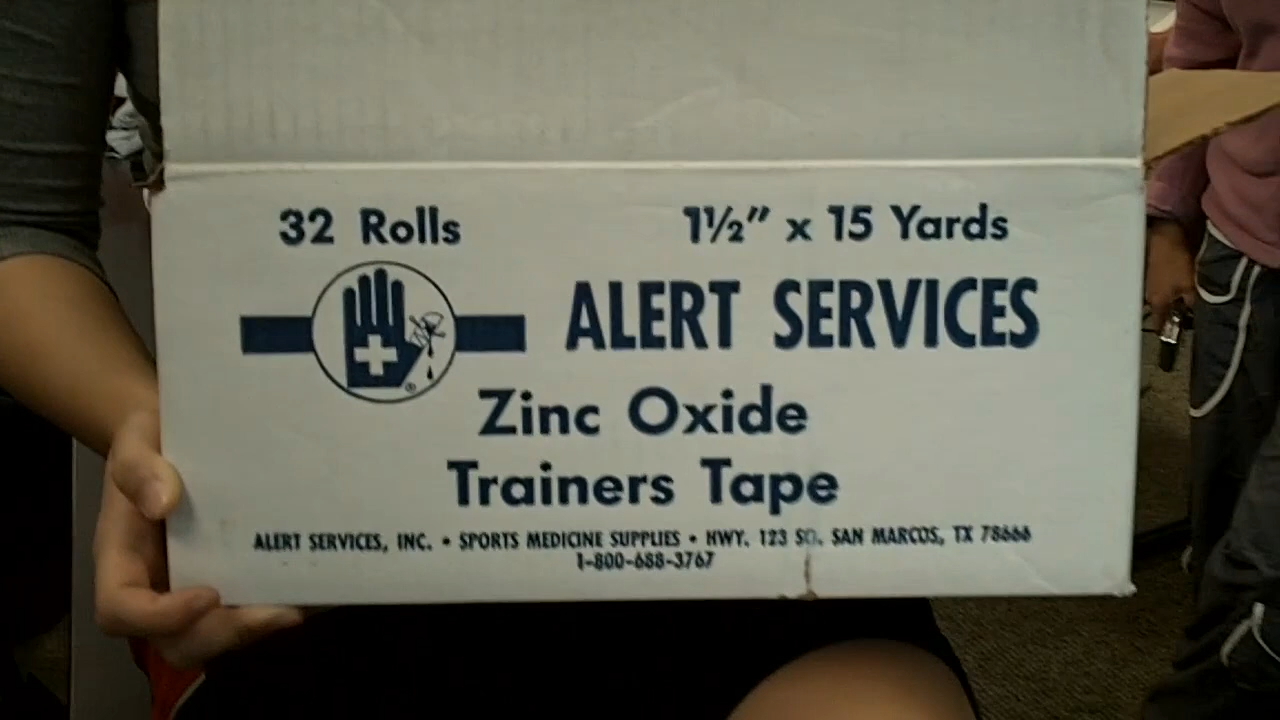 32 Rolls 1½" x 15 Yards
ALERT SERVICES
®
Zinc Oxide
Trainers Tape
ALERT SERVICES, INC. • SPORTS MEDICINE SUPPLIES • HWY. 123 SO. SAN MARCOS, TX 78666
1-800-688-3767